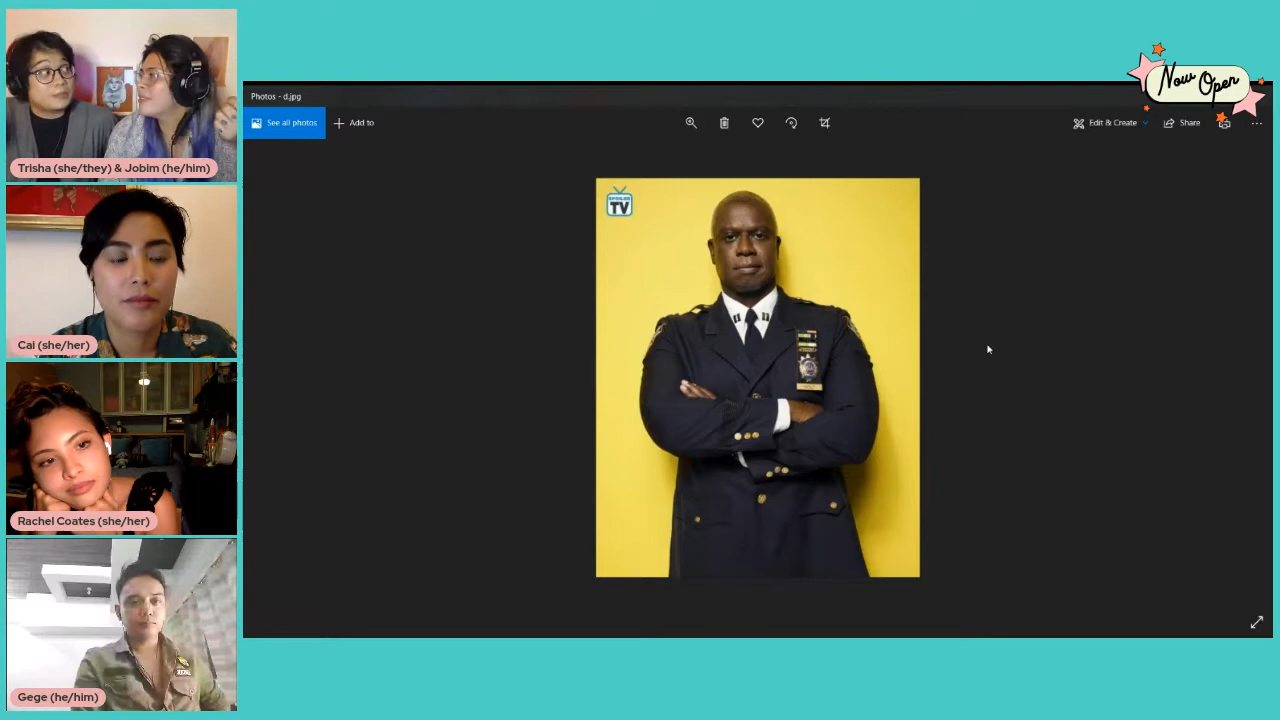 Now Open
Photos - d.jpg
See all photos
Add to
Edit & Create
Share
SPOILER
TV
Trisha (she/they) & Jobim (he/him)
Cai (she/her)
Rachel Coates (she/her)
Gege (he/him)